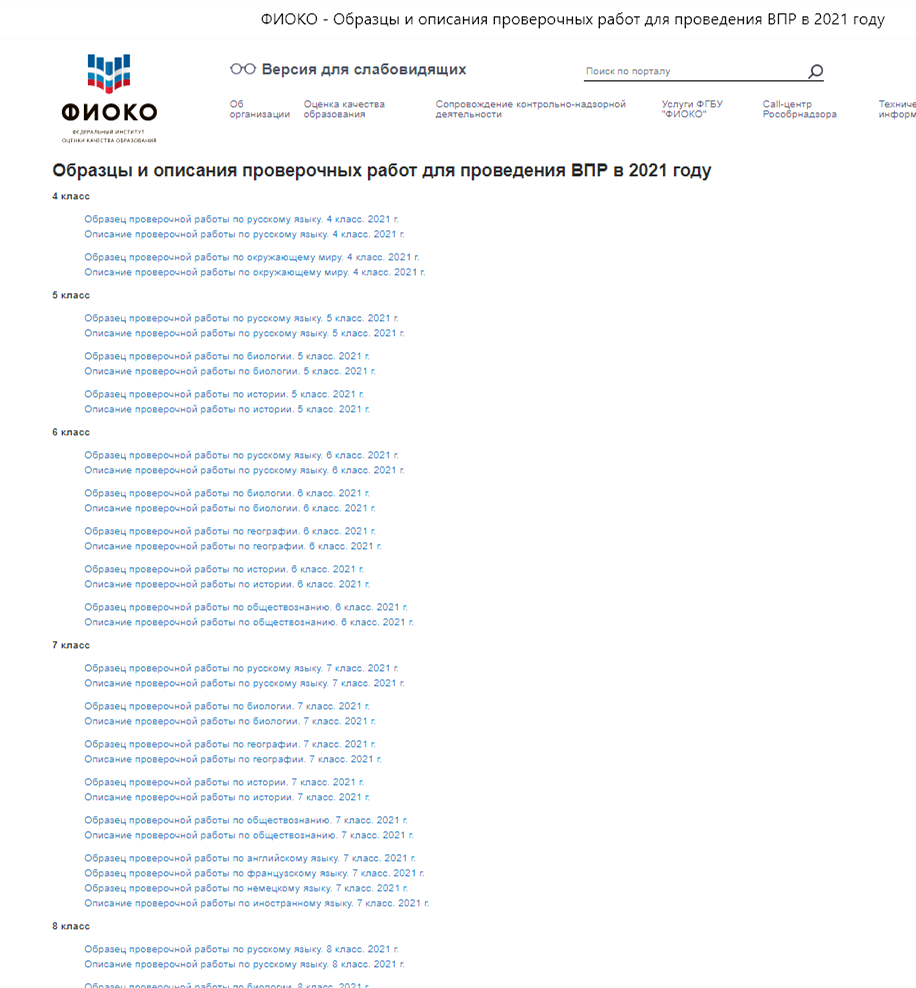 ФИОКО - Образцы и описания проверочных работ для проведения ВПР в 2021 году
Версия для слабовидящих
Поиск по порталу
ФИОКО
ФЕДЕРАЛЬНЫЙ ИНСТИТУТ
ОЦЕНКИ КАЧЕСТВА ОБРАЗОВАНИЯ
Об
организации
Оценка качества
образования
Сопровождение контрольно-надзорной
деятельности
Услуги ФГБУ
"ФИОКО"
Call-центр
Рособрнадзора
Техниче
информ
Образцы и описания проверочных работ для проведения ВПР в 2021 году
4 класс
Образец проверочной работы по русскому языку. 4 класс. 2021 г.
Описание проверочной работы по русскому языку. 4 класс. 2021 г.
Образец проверочной работы по окружающему миру. 4 класс. 2021 г.
Описание проверочной работы по окружающему миру. 4 класс. 2021 г.
5 класс
Образец проверочной работы по русскому языку. 5 класс. 2021 г.
Описание проверочной работы по русскому языку. 5 класс. 2021 г.
Образец проверочной работы по биологии. 5 класс. 2021 г.
Описание проверочной работы по биологии. 5 класс. 2021 г.
Образец проверочной работы по истории. 5 класс. 2021 г.
Описание проверочной работы по истории. 5 класс. 2021 г.
6 класс
Образец проверочной работы по русскому языку. 6 класс. 2021 г.
Описание проверочной работы по русскому языку. 6 класс. 2021 г.
Образец проверочной работы по биологии. 6 класс. 2021 г.
Описание проверочной работы по биологии. 6 класс. 2021 г.
Образец проверочной работы по географии. 6 класс. 2021 г.
Описание проверочной работы по географии. 6 класс. 2021 г.
Образец проверочной работы по истории. 6 класс. 2021 г.
Описание проверочной работы по истории. 6 класс. 2021 г.
Образец проверочной работы по обществознанию. 6 класс. 2021 г.
Описание проверочной работы по обществознанию. 6 класс. 2021 г.
7 класс
Образец проверочной работы по русскому языку. 7 класс. 2021 г.
Описание проверочной работы по русскому языку. 7 класс. 2021 г.
Образец проверочной работы по биологии. 7 класс. 2021 г.
Описание проверочной работы по биологии. 7 класс. 2021 г.
Образец проверочной работы по географии. 7 класс. 2021 г.
Описание проверочной работы по географии. 7 класс. 2021 г.
Образец проверочной работы по истории. 7 класс. 2021 г.
Описание проверочной работы по истории. 7 класс. 2021 г.
Образец проверочной работы по обществознанию. 7 класс. 2021 г.
Описание проверочной работы по обществознанию. 7 класс. 2021 г.
Образец проверочной работы по английскому языку. 7 класс. 2021 г.
Образец проверочной работы по французскому языку. 7 класс. 2021 г.
Образец проверочной работы по немецкому языку. 7 класс. 2021 г.
Описание проверочной работы по иностранному языку. 7 класс. 2021 г.
8 класс
Образец проверочной работы по русскому языку. 8 класс. 2021 г.
Описание проверочной работы по русскому языку. 8 класс. 2021 г.
Образец проверочной работы по биологии. 8 класс. 2021 г.